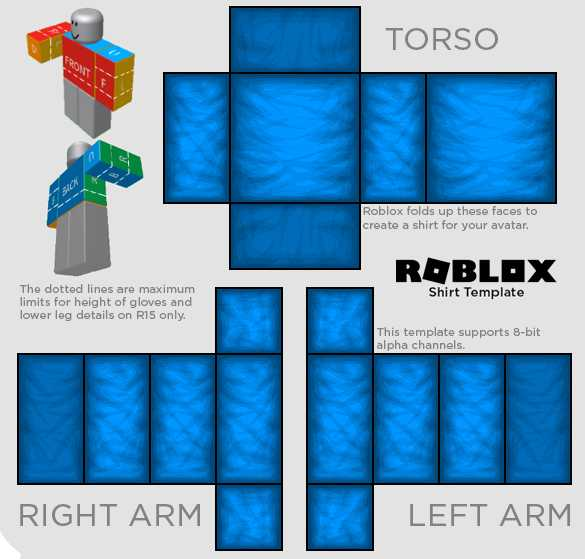 TORSO
FRONT
F
BACK
Roblox folds up these faces to
create a shirt for your avatar.
ROBLOX
Shirt Template
The dotted lines are maximum
limits for height of gloves and
lower leg details on R15 only.
This template supports 8-bit
alpha channels.
RIGHT ARM
LEFT ARM